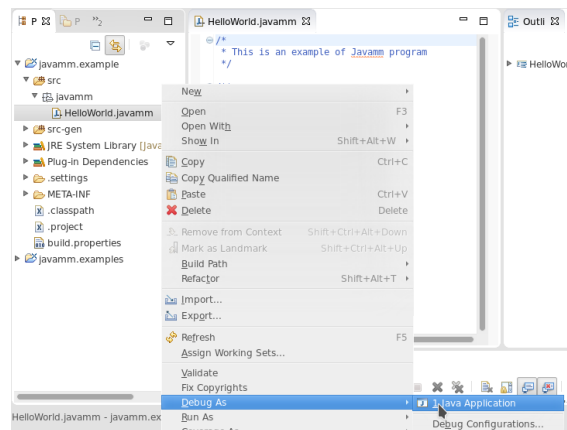 P
P
"2
HelloWorld.javamm
Outli
javamm.example
src
javamm
HelloWorld.javamm
src-gen
JRE System Library [Java
Plug-in Dependencies
.settings
META-INF
.classpath
.project
build.properties
javamm.examples
/*
* This is an example of Javamm program
*/
HelloWo
New
Open F3
Open With
Show In Shift+Alt+W
Copy Ctrl+C
Copy Qualified Name
Paste Ctrl+V
Delete Delete
Remove from Context Shift+Ctrl+Alt+Down
Mark as Landmark Shift+Ctrl+Alt+Up
Build Path
Refactor Shift+Alt+T
Import...
Export...
Refresh F5
Assign Working Sets...
Validate
Fix Copyrights
Debug As
Run As
1 Java Application
Debug Configurations...
HelloWorld.javamm - javamm.ex